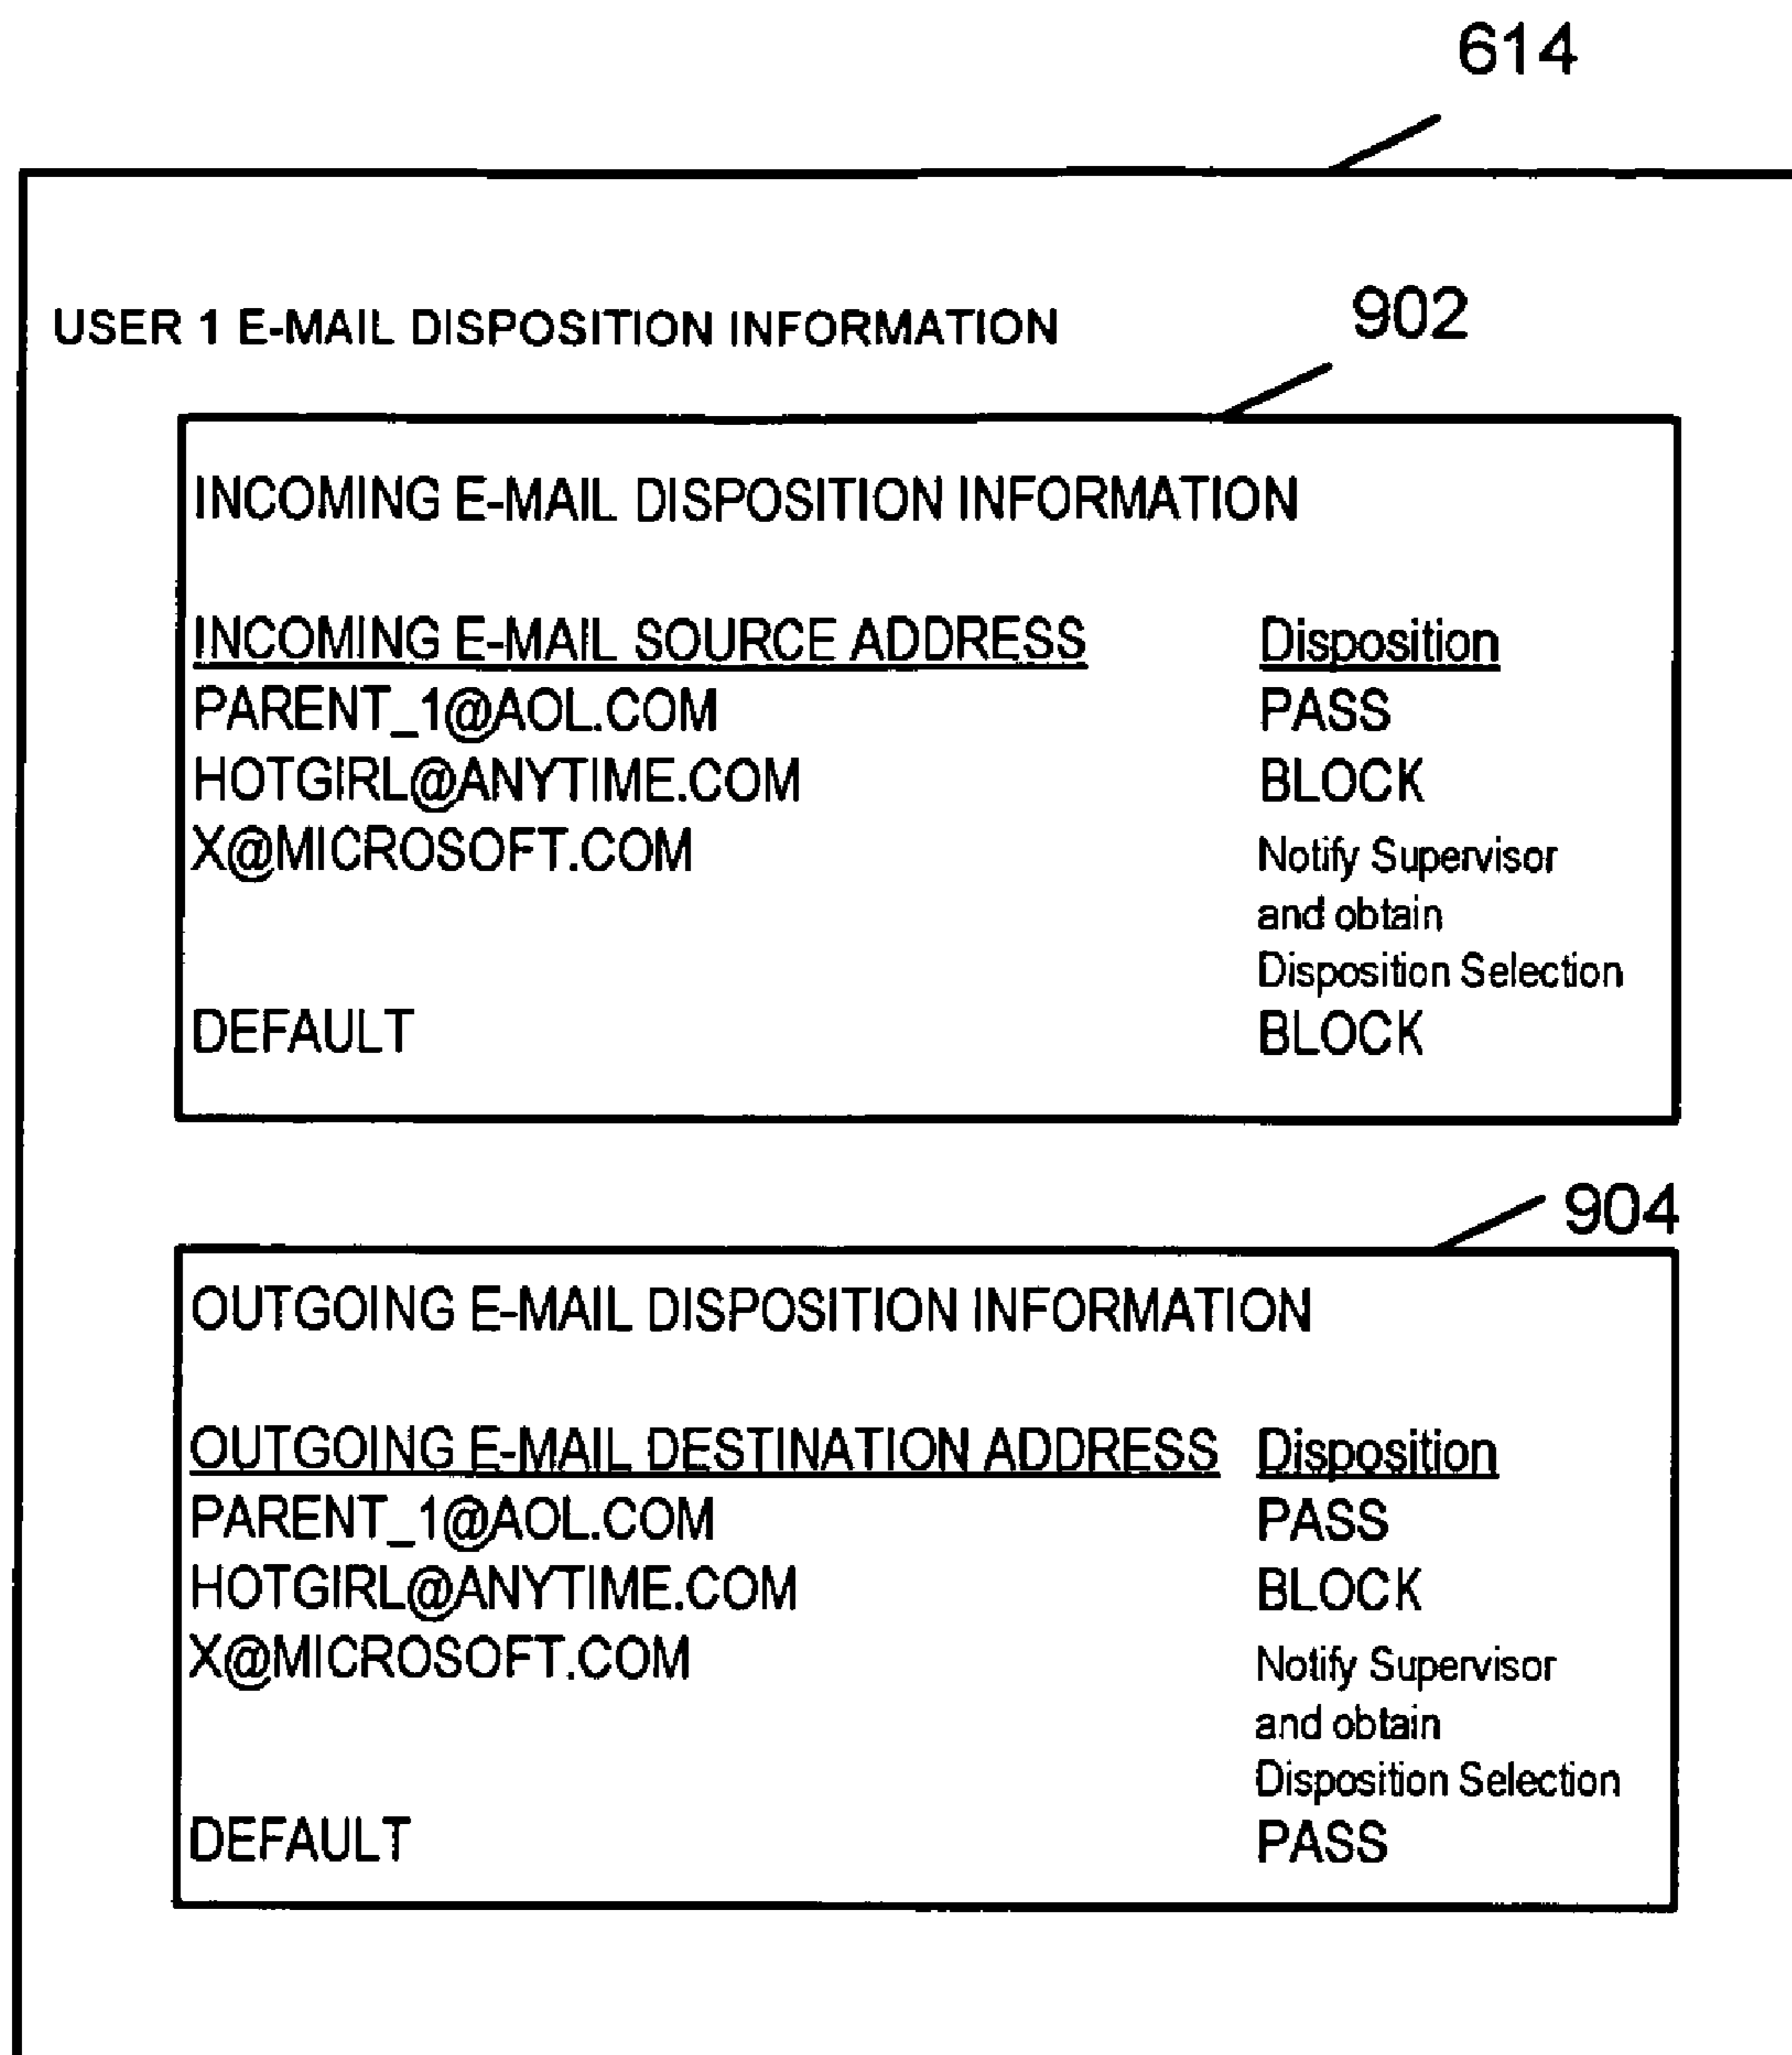 614
USER 1 E-MAIL DISPOSITION INFORMATION
902
INCOMING E-MAIL DISPOSITION INFORMATION
INCOMING E-MAIL SOURCE ADDRESS Disposition
PARENT_1@AOL.COM PASS
HOTGIRL@ANYTIME.COM BLOCK
X@MICROSOFT.COM Notify Supervisor
and obtain
Disposition Selection
DEFAULT BLOCK
904
OUTGOING E-MAIL DISPOSITION INFORMATION
OUTGOING E-MAIL DESTINATION ADDRESS Disposition
PARENT_1@AOL.COM PASS
HOTGIRL@ANYTIME.COM BLOCK
X@MICROSOFT.COM Notify Supervisor
and obtain
Disposition Selection
DEFAULT PASS